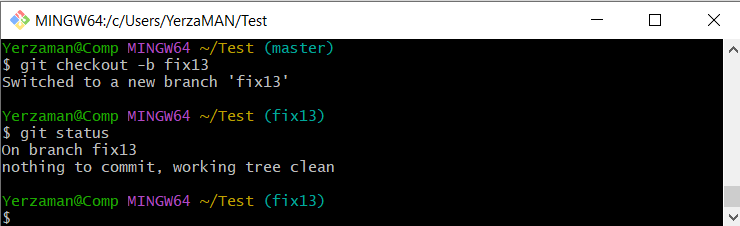 MINGW64:/c/Users/YerzaMAN/Test
Yerzaman@Comp MINGW64 ~/Test (master)
$ git checkout -b fix13
Switched to a new branch 'fix13'
Yerzaman@Comp MINGW64 ~/Test (fix13)
$ git status
On branch fix13
nothing to commit, working tree clean
Yerzaman@Comp MINGW64 ~/Test (fix13)
$